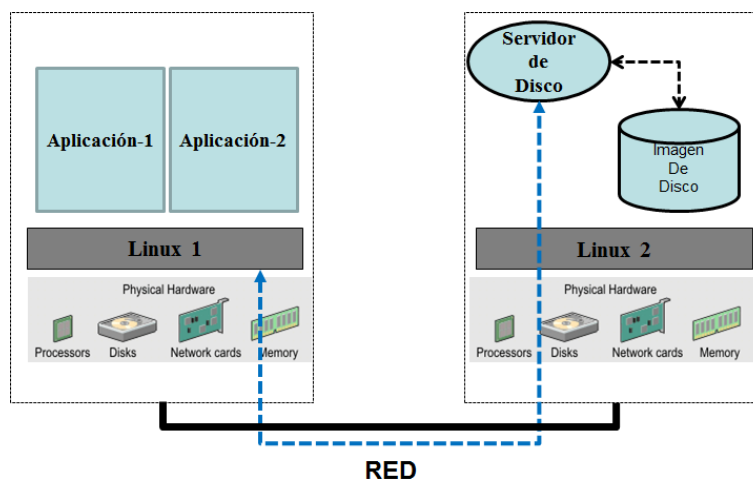 Aplicación-1
Aplicación-2
Linux 1
Physical Hardware
Processors
Disks
Network cards
Memory
Servidor
de
Disco
Imagen
De
Disco
Linux 2
Physical Hardware
Processors
Disks
Network cards
Memory
RED